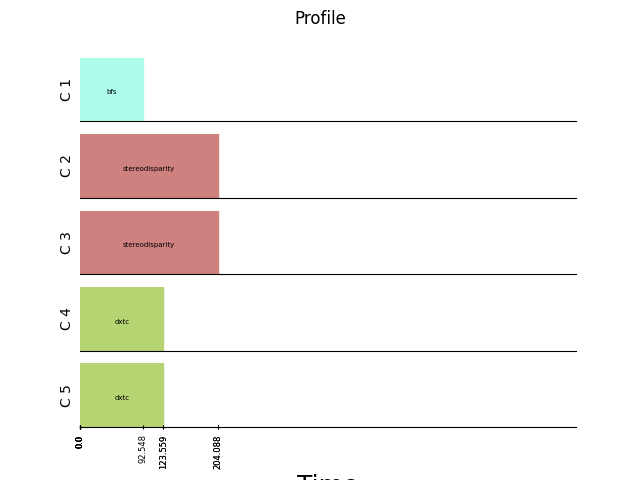 Profile
C 1
bfs
C 2
stereodisparity
C 3
stereodisparity
C 4
dxtc
C 5
dxtc
0.0
92.548
123.559
204.088
Time